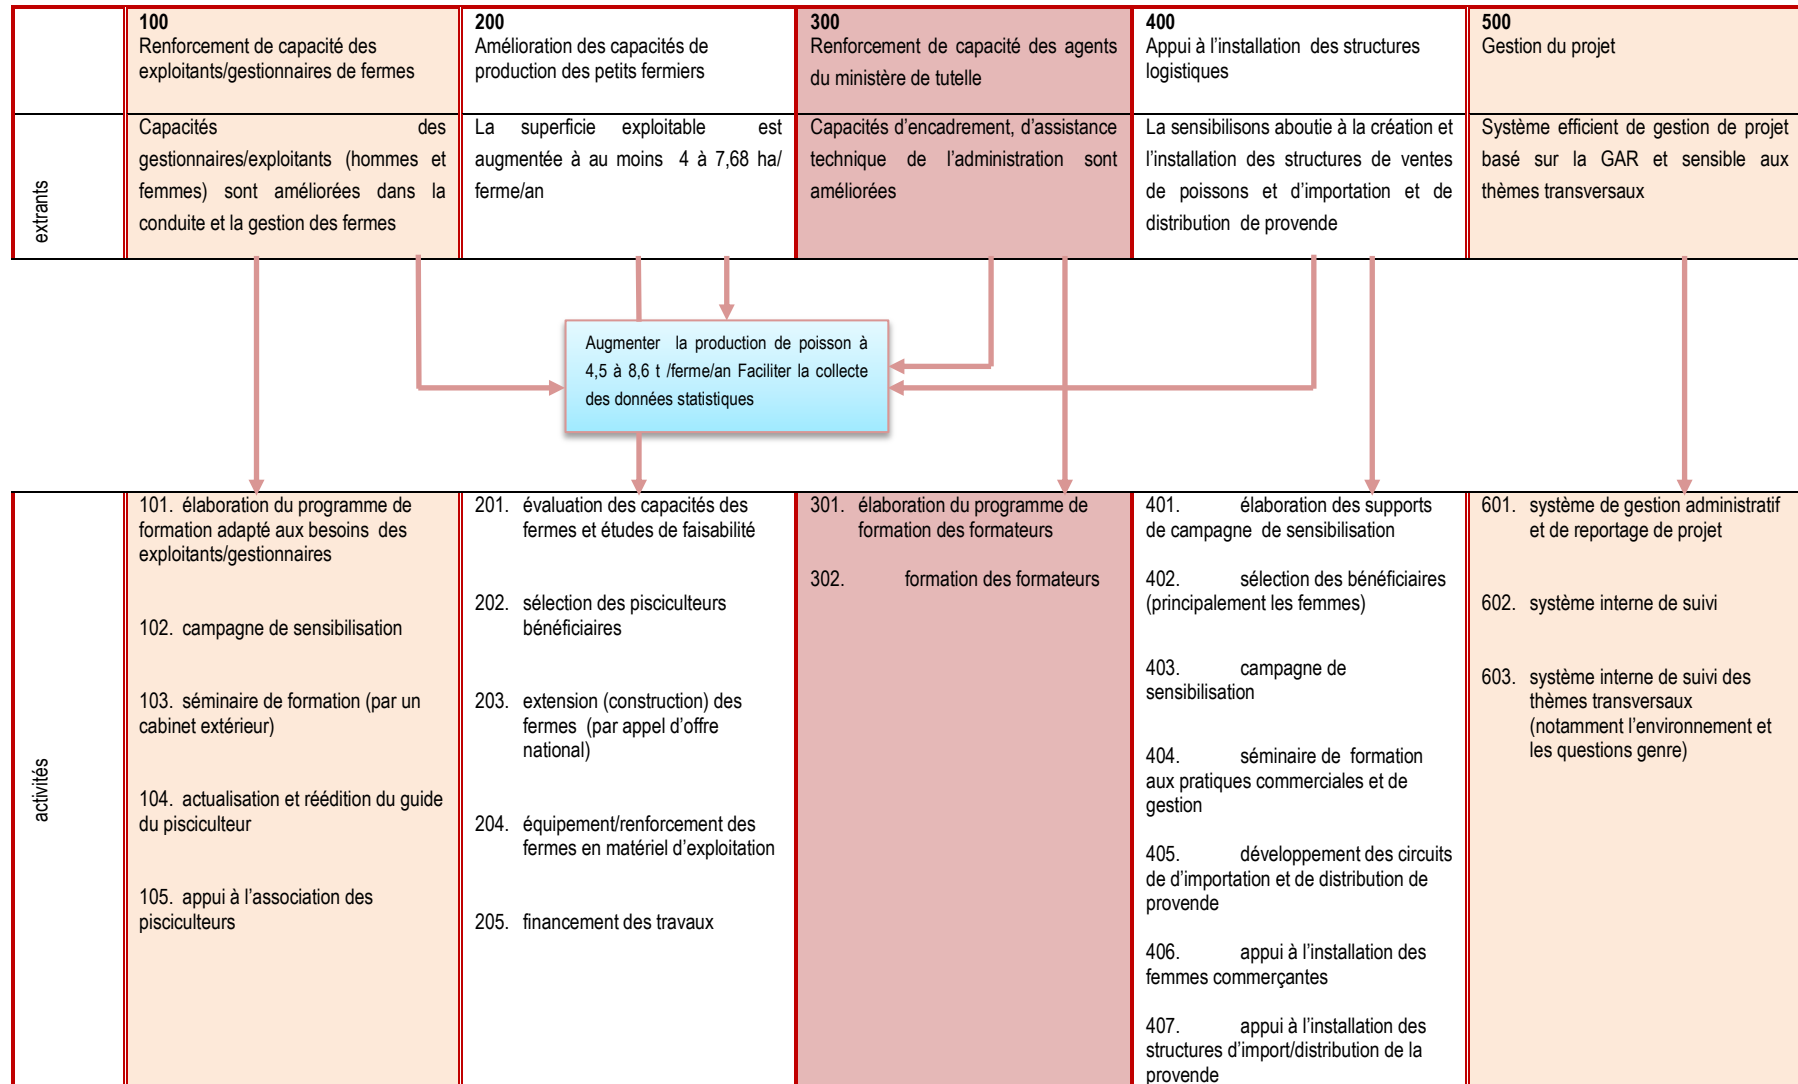 100
Renforcement de capacité des
exploitants/gestionnaires de fermes
200
Amélioration des capacités de
production des petits fermiers
300
Renforcement de capacité des agents
du ministère de tutelle
400
Appui à l'installation des structures
logistiques
500
Gestion du projet
extrants
Capacités des
gestionnaires/exploitants (hommes et
femmes) sont améliorées dans la
conduite et la gestion des fermes
La superficie exploitable est
augmentée à au moins 4 à 7,68 ha/
ferme/an
Capacités d'encadrement, d'assistance
technique de l'administration sont
améliorées
La sensibilisons aboutie à la création et
l'installation des structures de ventes
de poissons et d'importation et de
distribution de provende
Système efficient de gestion de projet
basé sur la GAR et sensible aux
thèmes transversaux
Augmenter la production de poisson à
4,5 à 8,6 t /ferme/an Faciliter la collecte
des données statistiques
activités
101. élaboration du programme de
formation adapté aux besoins des
exploitants/gestionnaires
102. campagne de sensibilisation
103. séminaire de formation (par un
cabinet extérieur)
104. actualisation et réédition du guide
du pisciculteur
105. appui à l'association des
pisciculteurs
201. évaluation des capacités des
fermes et études de faisabilité
202. sélection des pisciculteurs
bénéficiaires
203. extension (construction) des
fermes (par appel d'offre
national)
204. équipement/renforcement des
fermes en matériel d'exploitation
205. financement des travaux
301. élaboration du programme de
formation des formateurs
302. formation des formateurs
401. élaboration des supports
de campagne de sensibilisation
402. sélection des bénéficiaires
(principalement les femmes)
403. campagne de
sensibilisation
404. séminaire de formation
aux pratiques commerciales et de
gestion
405. développement des circuits
de d'importation et de distribution de
provende
406. appui à l'installation des
femmes commerçantes
407. appui à l'installation des
structures d'import/distribution de la
provende
601. système de gestion administratif
et de reportage de projet
602. système interne de suivi
603. système interne de suivi des
thèmes transversaux
(notamment l'environnement et
les questions genre)